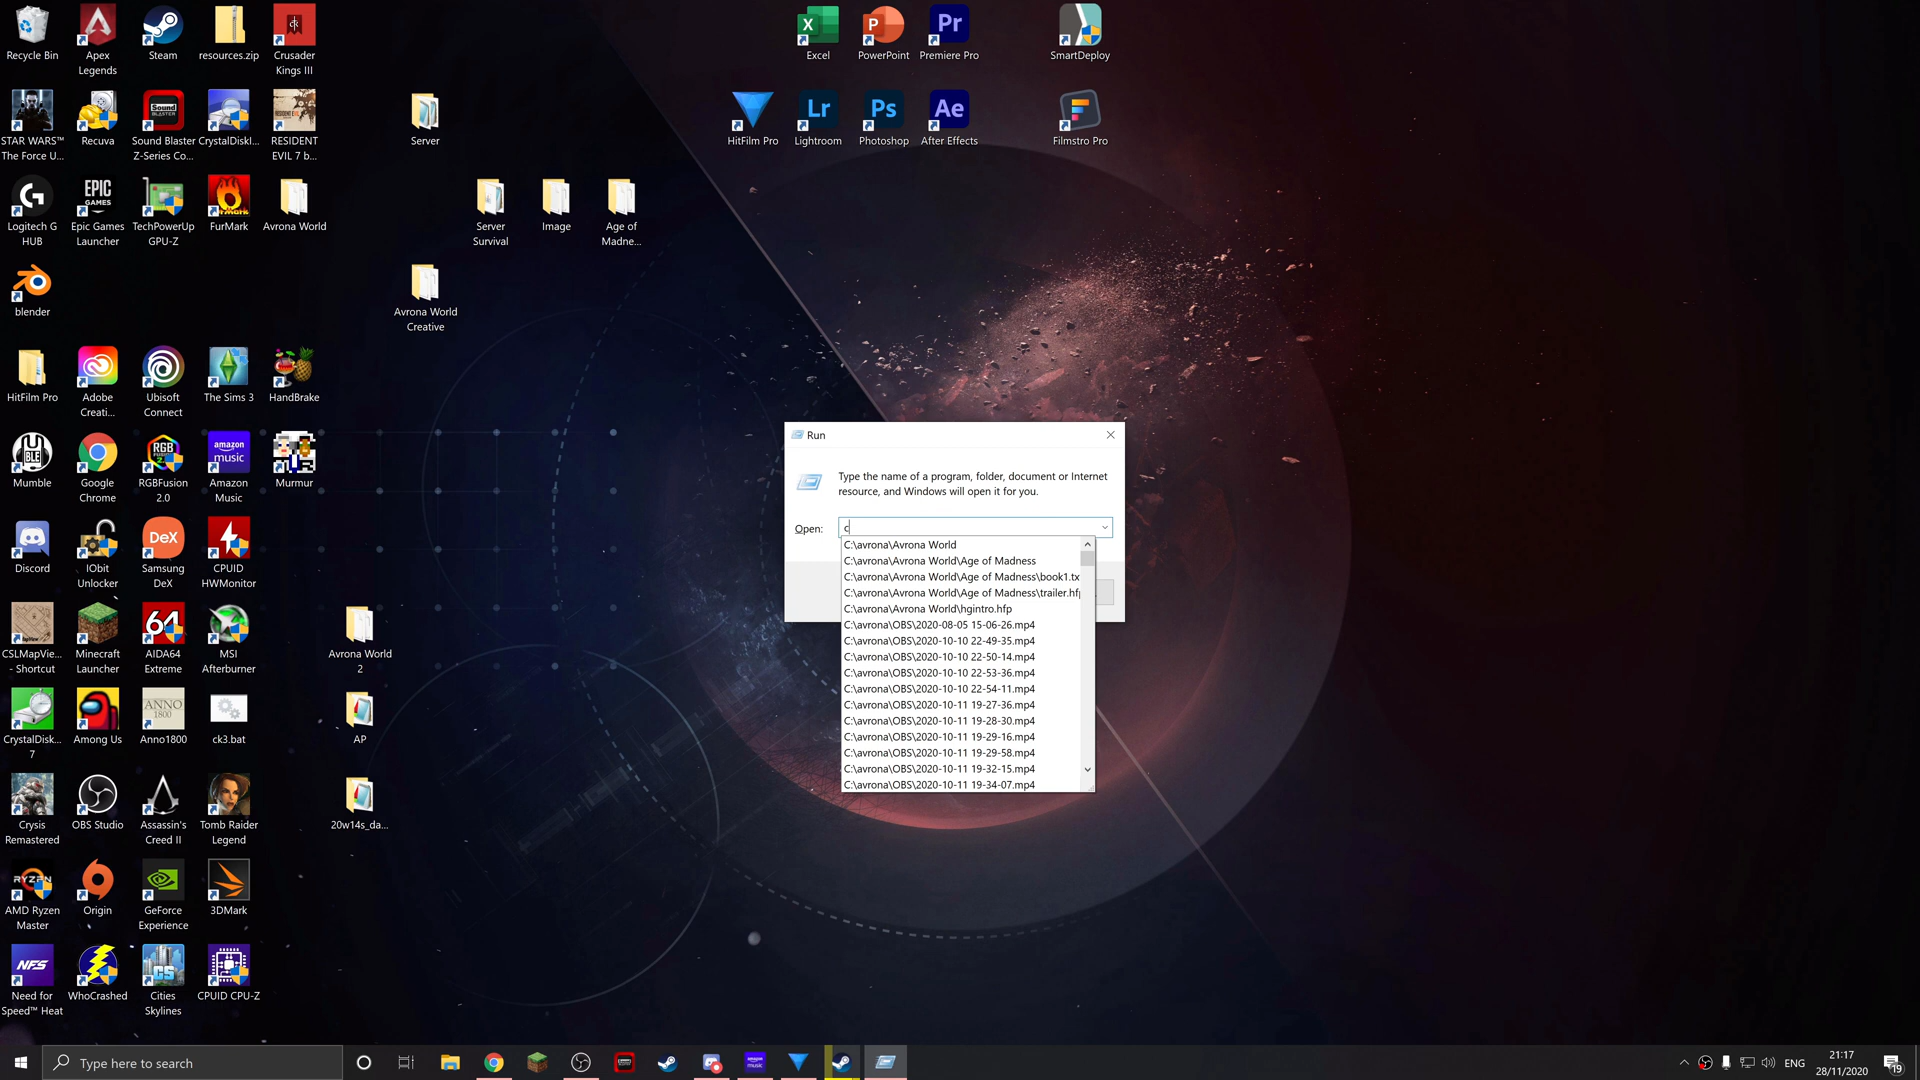 Recycle Bin
Apex
Legends
Steam
resources.zip
Crusader
Kings III
Excel
PowerPoint
Premiere Pro
SmartDeploy
STAR WARS™
The Force U...
Recuva
Sound Blaster
Z-Series Co...
CrystalDiskI...
RESIDENT
EVIL 7 b...
Server
HitFilm Pro
Lightroom
Photoshop
After Effects
Filmstro Pro
Logitech G
HUB
EPIC
GAMES
Epic Games
Launcher
TechPowerUp
GPU-Z
FurMark
Avrona World
Server
Survival
Image
Age of
Madne...
blender
Avrona World
Creative
HitFilm Pro
Adobe
Creati...
Ubisoft
Connect
The Sims 3
HandBrake
Mumble
Google
Chrome
RGBFusion
2.0
amazon
music
Amazon
Music
Murmur
Discord
IObit
Unlocker
DeX
Samsung
DeX
CPUID
HWMonitor
CSLMapVie...
- Shortcut
Minecraft
Launcher
64
AIDA64
Extreme
MSI
Afterburner
Avrona World
2
CrystalDisk...
7
Among Us
ANNO
1800
Anno1800
ck3.bat
AP
Crysis
Remastered
OBS Studio
Assassin's
Creed II
Tomb Raider
Legend
20w14s_da...
RYZEN
AMD Ryzen
Master
Origin
GeForce
Experience
3DMark
NFS
Need for
Speed™ Heat
WhoCrashed
CS
Cities
Skylines
CPUID CPU-Z
Run
Type the name of a program, folder, document or Internet
resource, and Windows will open it for you.
Open:
c
C:\avrona\Avrona World
C:\avrona\Avrona World\Age of Madness
C:\avrona\Avrona World\Age of Madness\book1.tx
C:\avrona\Avrona World\Age of Madness\trailer.hfp
C:\avrona\Avrona World\hgintro.hfp
C:\avrona\OBS\2020-08-05 15-06-26.mp4
C:\avrona\OBS\2020-10-10 22-49-35.mp4
C:\avrona\OBS\2020-10-10 22-50-14.mp4
C:\avrona\OBS\2020-10-10 22-53-36.mp4
C:\avrona\OBS\2020-10-10 22-54-11.mp4
C:\avrona\OBS\2020-10-11 19-27-36.mp4
C:\avrona\OBS\2020-10-11 19-28-30.mp4
C:\avrona\OBS\2020-10-11 19-29-16.mp4
C:\avrona\OBS\2020-10-11 19-29-58.mp4
C:\avrona\OBS\2020-10-11 19-32-15.mp4
C:\avrona\OBS\2020-10-11 19-34-07.mp4
Type here to search
ENG
21:17
28/11/2020
19